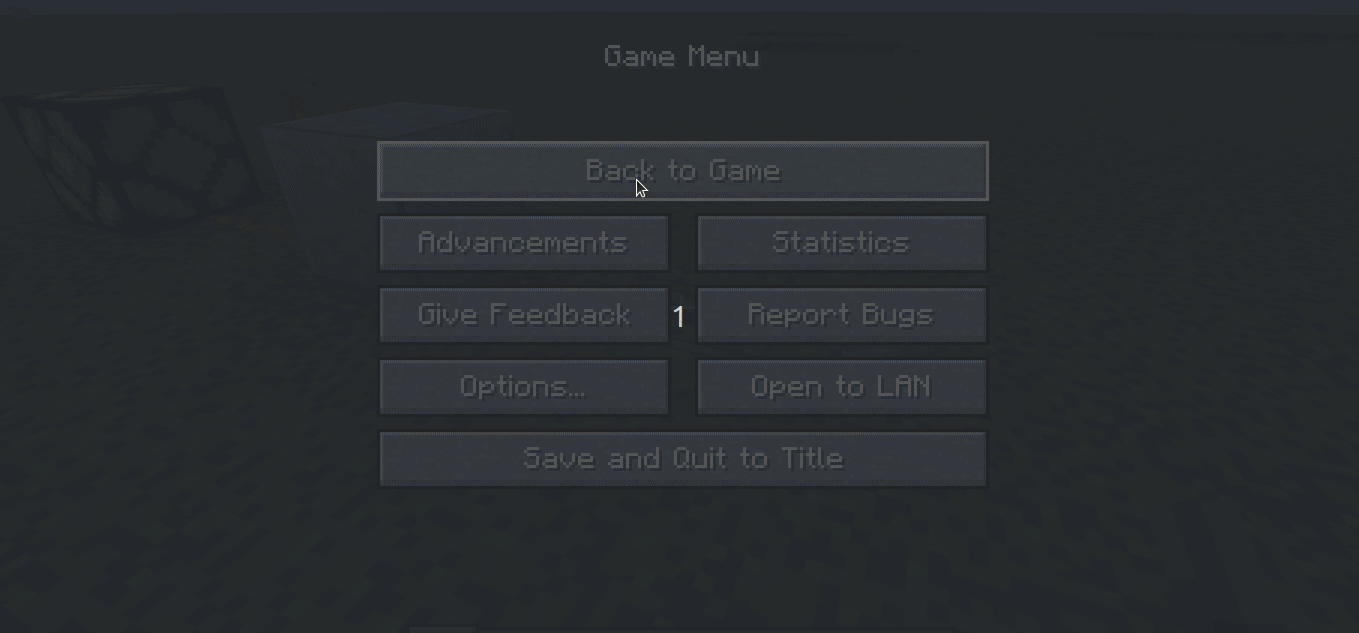 Game Menu
Back to Game
Advancements Statistics
Give Feedback 1 Report Bugs
Options... Open to LAN
Save and Quit to Title